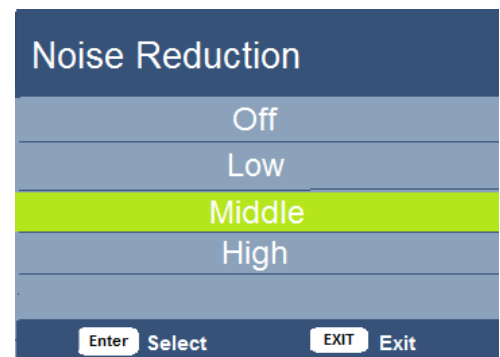 Noise Reduction
Off
Low
Middle
High
Enter Select EXIT Exit